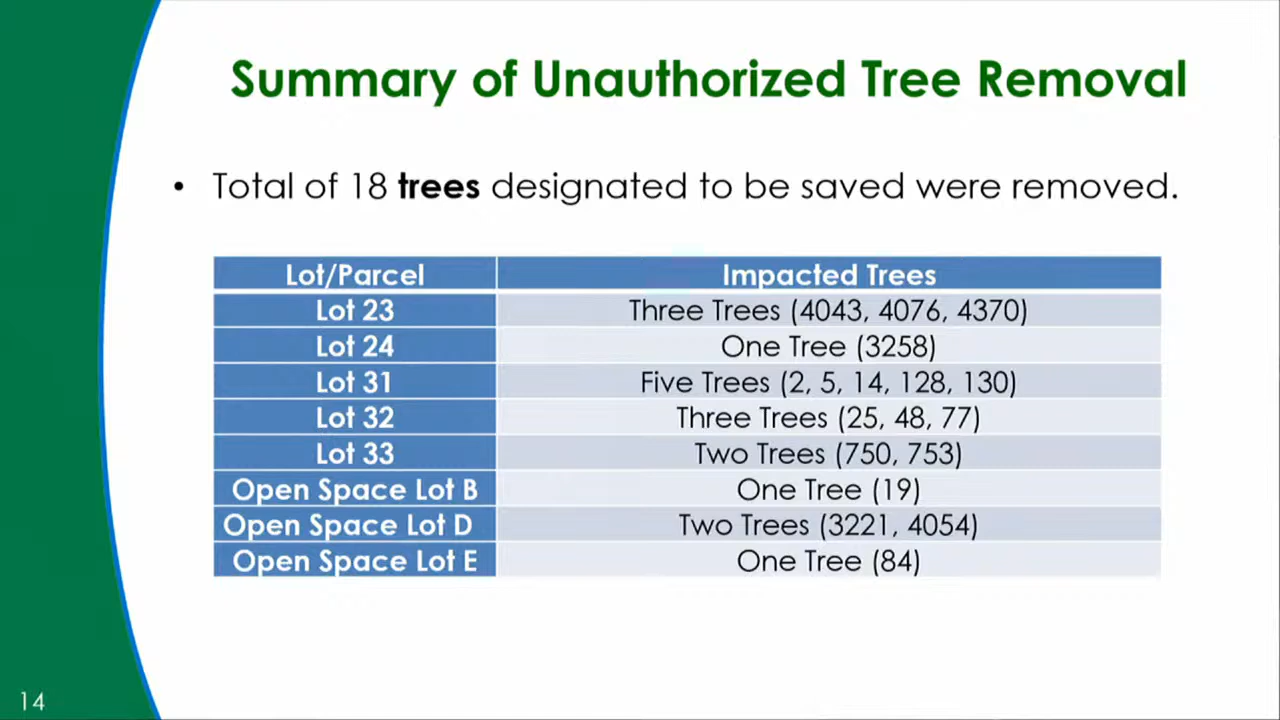 Summary of Unauthorized Tree Removal
• Total of 18 trees designated to be saved were removed.
Lot/Parcel Impacted Trees
Lot 23 Three Trees (4043, 4076, 4370)
Lot 24 One Tree (3258)
Lot 31 Five Trees (2, 5, 14, 128, 130)
Lot 32 Three Trees (25, 48, 77)
Lot 33 Two Trees (750, 753)
Open Space Lot B One Tree (19)
Open Space Lot D Two Trees (3221, 4054)
Open Space Lot E One Tree (84)
14